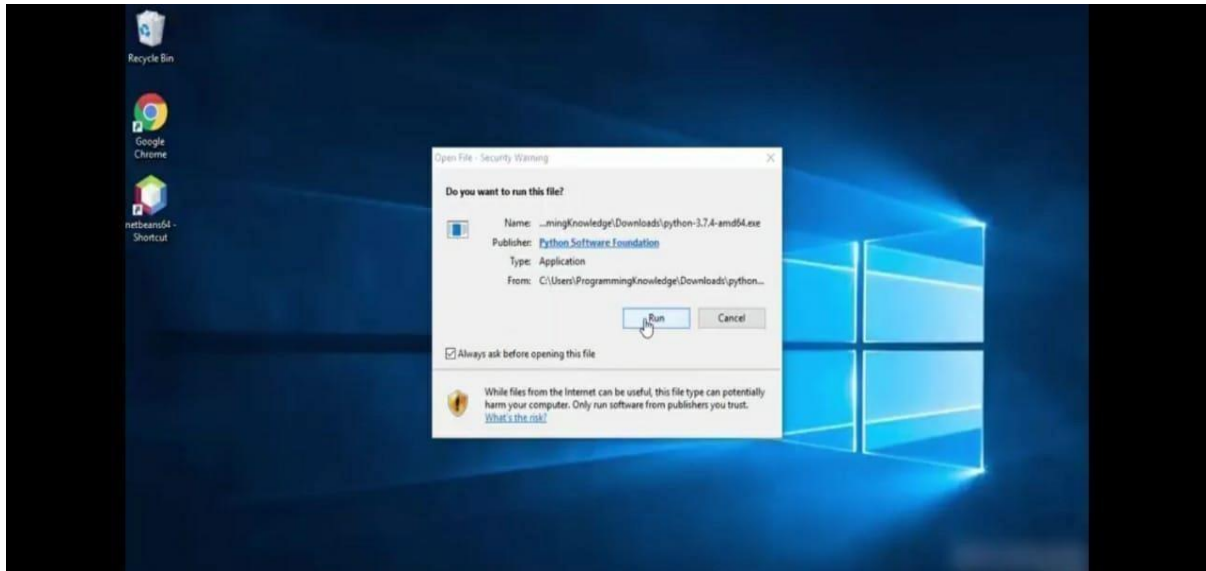 Recycle Bin
Google
Chrome
netbeans64 -
Shortcut
Open File - Security Warning
Do you want to run this file?
Name: ...mingKnowledge\Downloads\python-3.7.4-amd64.exe
Publisher: Python Software Foundation
Type: Application
From: C:\Users\ProgrammingKnowledge\Downloads\python...
Run
Cancel
Always ask before opening this file
While files from the Internet can be useful, this file type can potentially
harm your computer. Only run software from publishers you trust.
What's the risk?